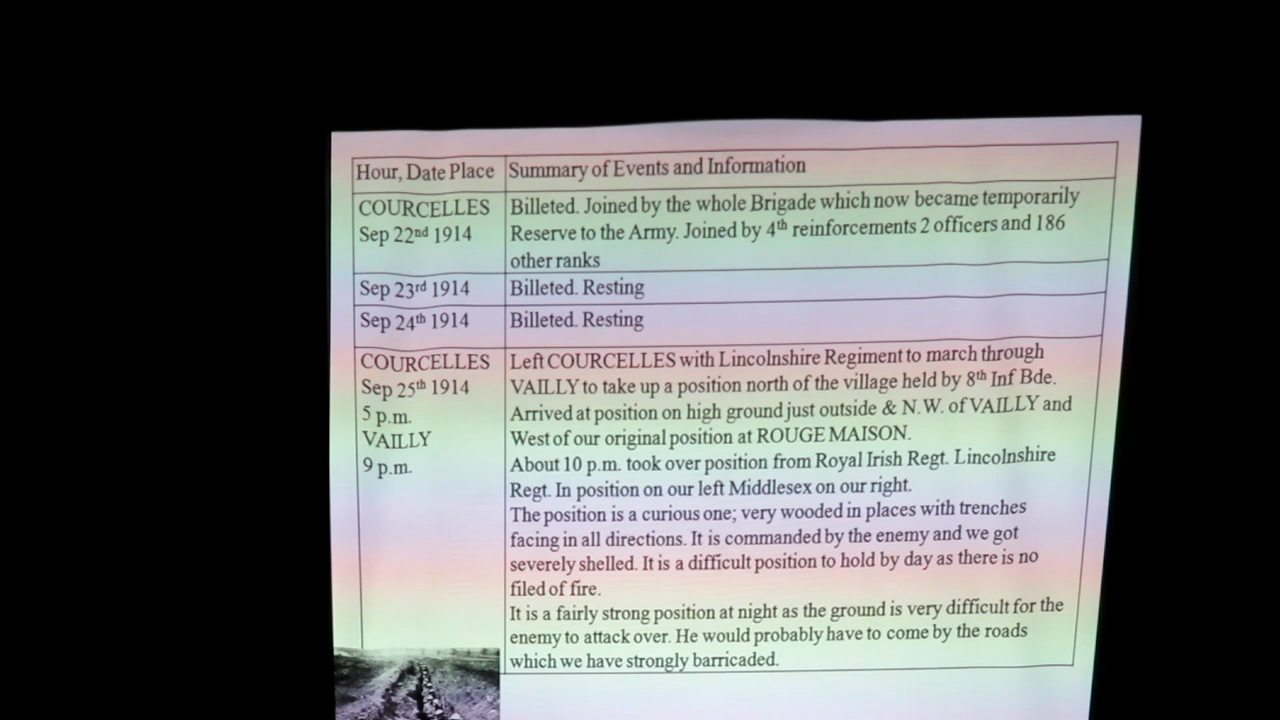 Hour, Date Place Summary of Events and Information
COURCELLES Billeted. Joined by the whole Brigade which now became temporarily
Sep 22nd 1914 Reserve to the Army. Joined by 4th reinforcements 2 officers and 186
other ranks
Sep 23rd 1914 Billeted. Resting
Sep 24th 1914 Billeted. Resting
COURCELLES Left COURCELLES with Lincolnshire Regiment to march through
Sep 25th 1914 VAILLY to take up a position north of the village held by 8th Inf Bde.
5 p.m. Arrived at position on high ground just outside & N.W. of VAILLY and
VAILLY West of our original position at ROUGE MAISON.
9 p.m. About 10 p.m. took over position from Royal Irish Regt. Lincolnshire
Regt. In position on our left Middlesex on our right.
The position is a curious one; very wooded in places with trenches
facing in all directions. It is commanded by the enemy and we got
severely shelled. It is a difficult position to hold by day as there is no
filed of fire.
It is a fairly strong position at night as the ground is very difficult for the
enemy to attack over. He would probably have to come by the roads
which we have strongly barricaded.